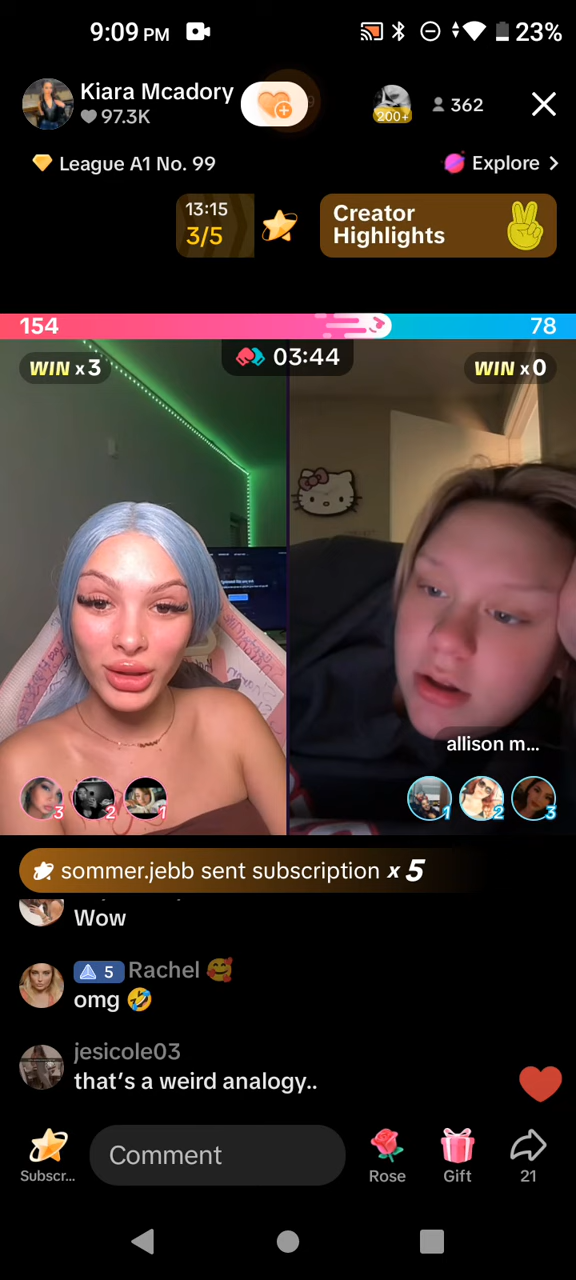 9:09 PM
23%
Kiara Mcadory
97.3K
200+
362
League A1 No. 99
Explore
13:15
3/5
Creator
Highlights
154
78
WIN x3
03:44
WIN x0
allison m...
3
2
1
1
2
3
sommer.jebb sent subscription x 5
Wow
5 Rachel 🥰
omg 🤣
jesicole03
that's a weird analogy..
Subscr...
Comment
Rose
Gift
21